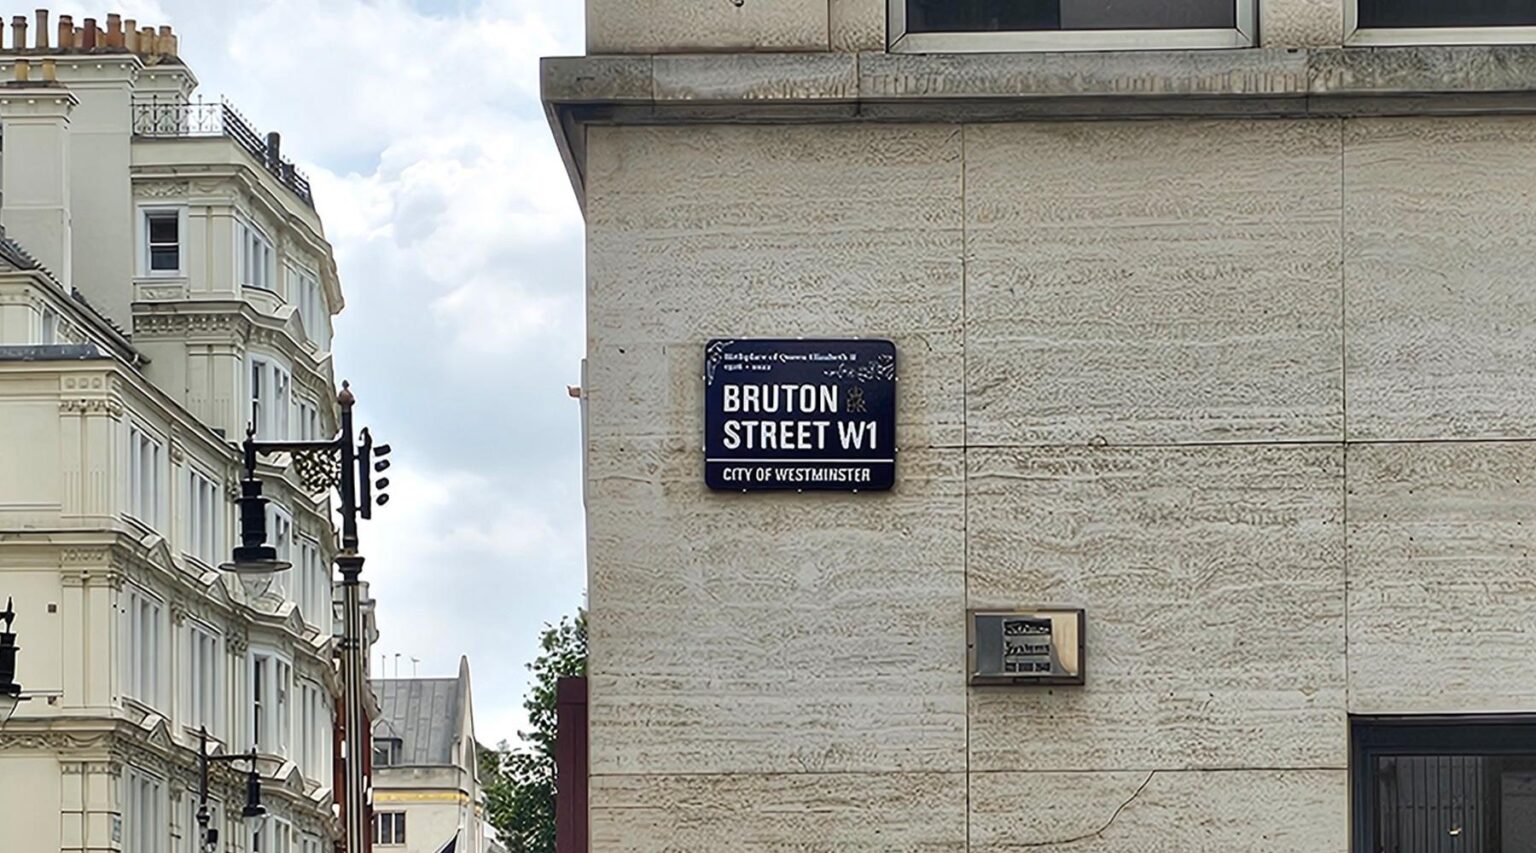 Birthplace of Queen Elizabeth II
1926 • 2022
BRUTON
STREET W1
CITY OF WESTMINSTER